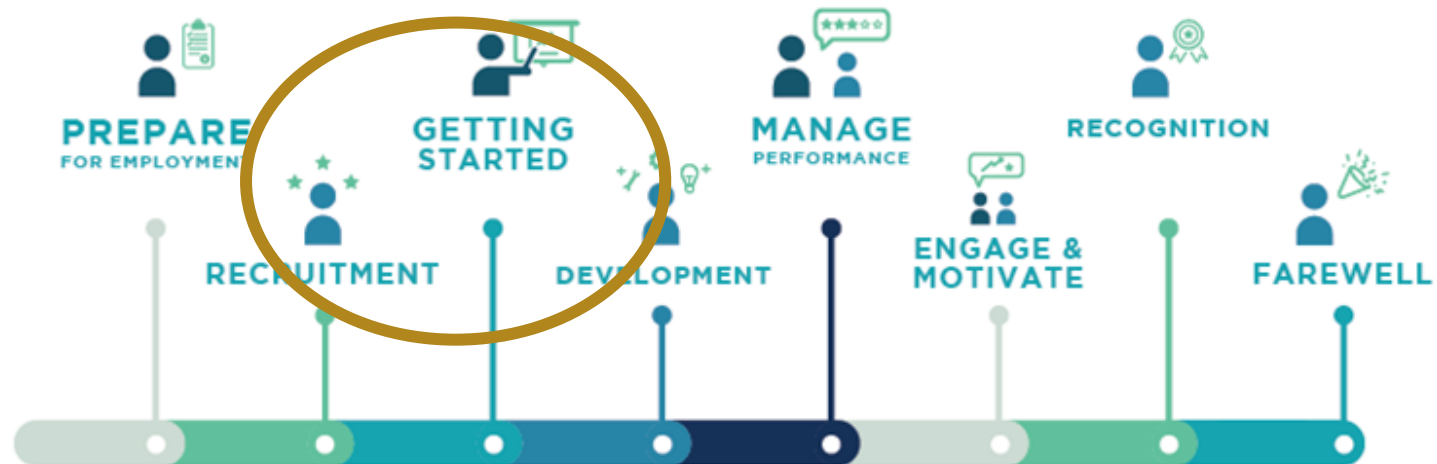 PREPARE
FOR EMPLOYMENT
RECRUITMENT
GETTING
STARTED
DEVELOPMENT
MANAGE
PERFORMANCE
ENGAGE &
MOTIVATE
RECOGNITION
FAREWELL